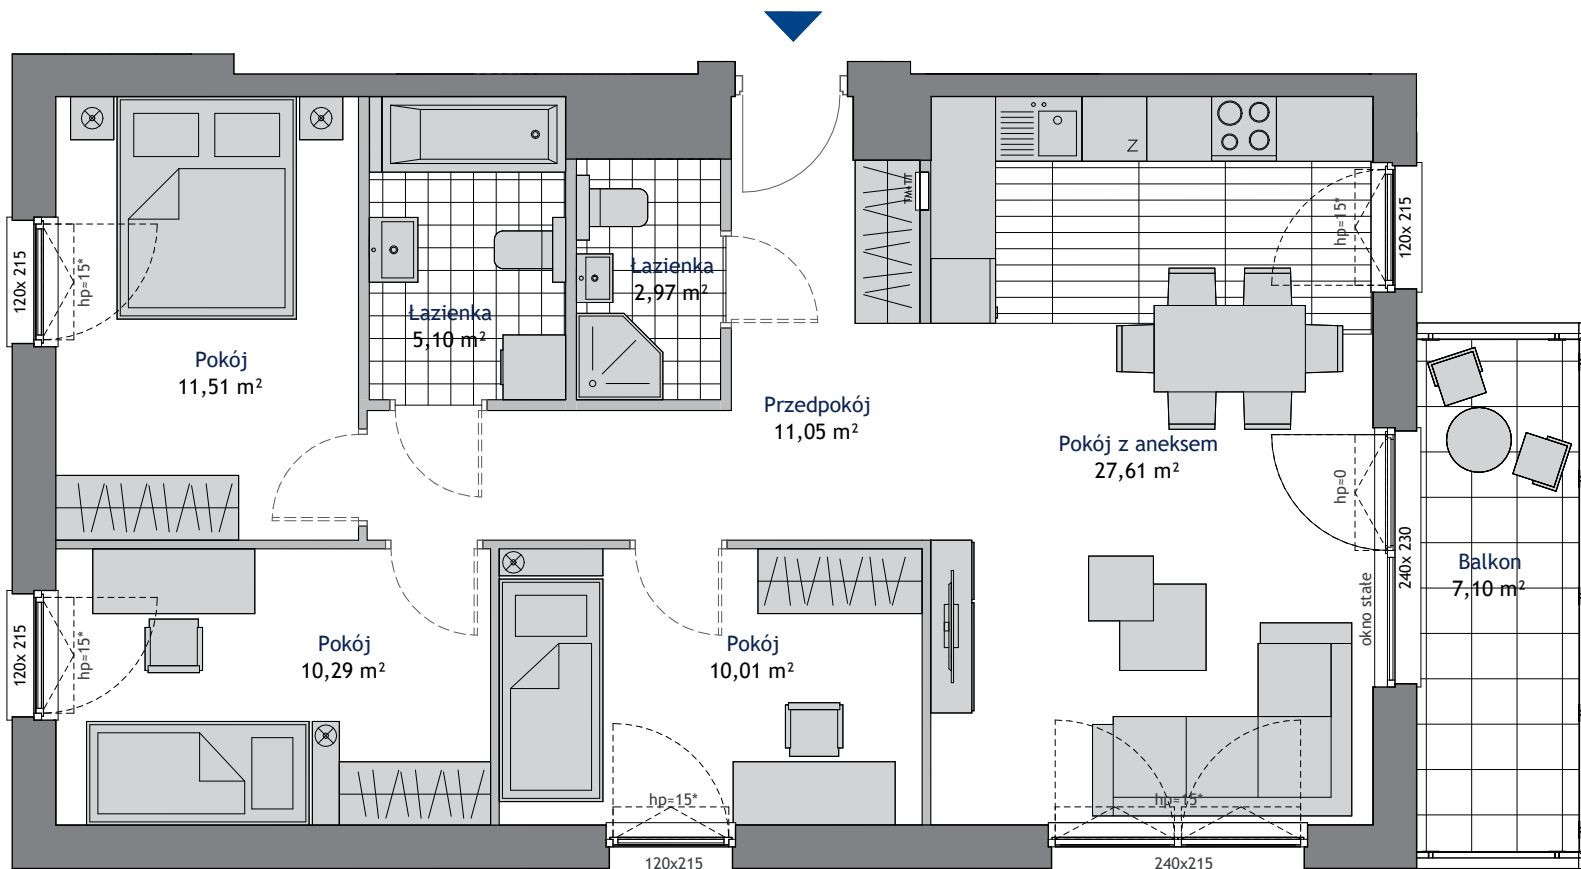 Z
TM+T/T
120x 215
hp≈15*
hp≈15*
120x 215
Łazienka
2,97 m²
Łazienka
5,10 m²
Pokój
11,51 m²
Przedpokój
11,05 m²
Pokój z aneksem
27,61 m²
hp≈0
240x 230
okno stałe
Balkon
7,10 m²
120x 215
hp≈15*
Pokój
10,29 m²
Pokój
10,01 m²
hp≈15*
hp≈15*
120x215
240x215